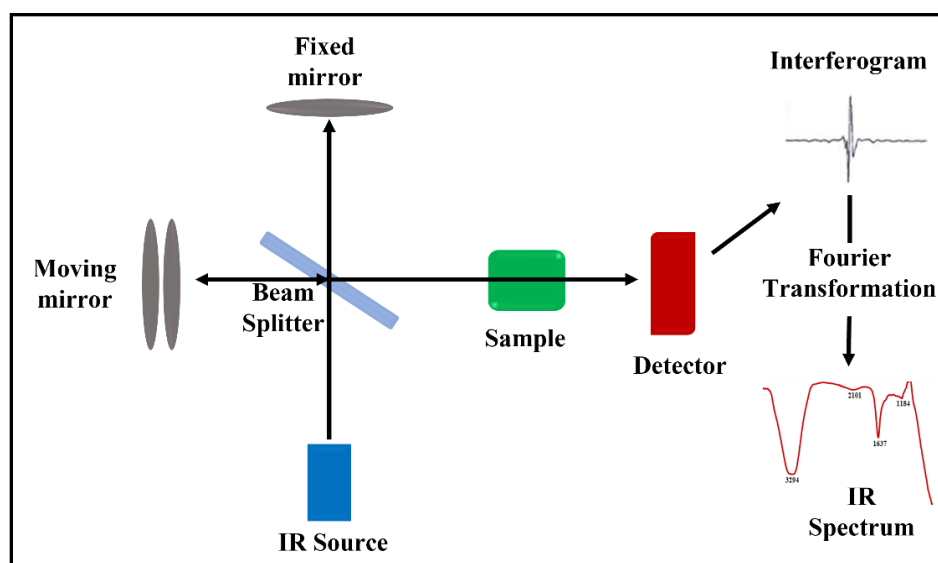 Fixed
mirror
Interferogram
Moving
mirror
Beam
Splitter
Sample
Detector
Fourier
Transformation
2101
1184
1637
3294
IR Source
IR
Spectrum